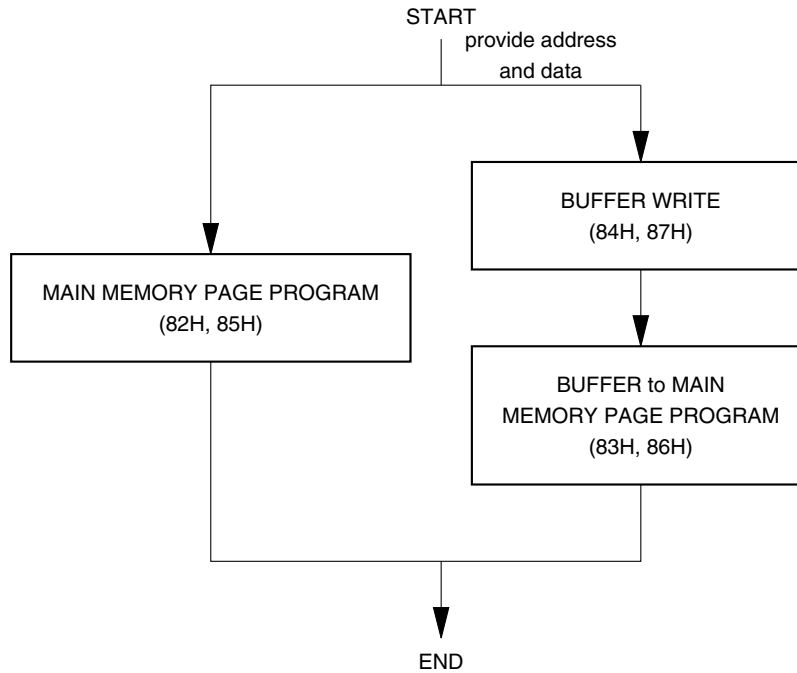 START
provide address
and data
BUFFER WRITE
(84H, 87H)
MAIN MEMORY PAGE PROGRAM
(82H, 85H)
BUFFER to MAIN
MEMORY PAGE PROGRAM
(83H, 86H)
END